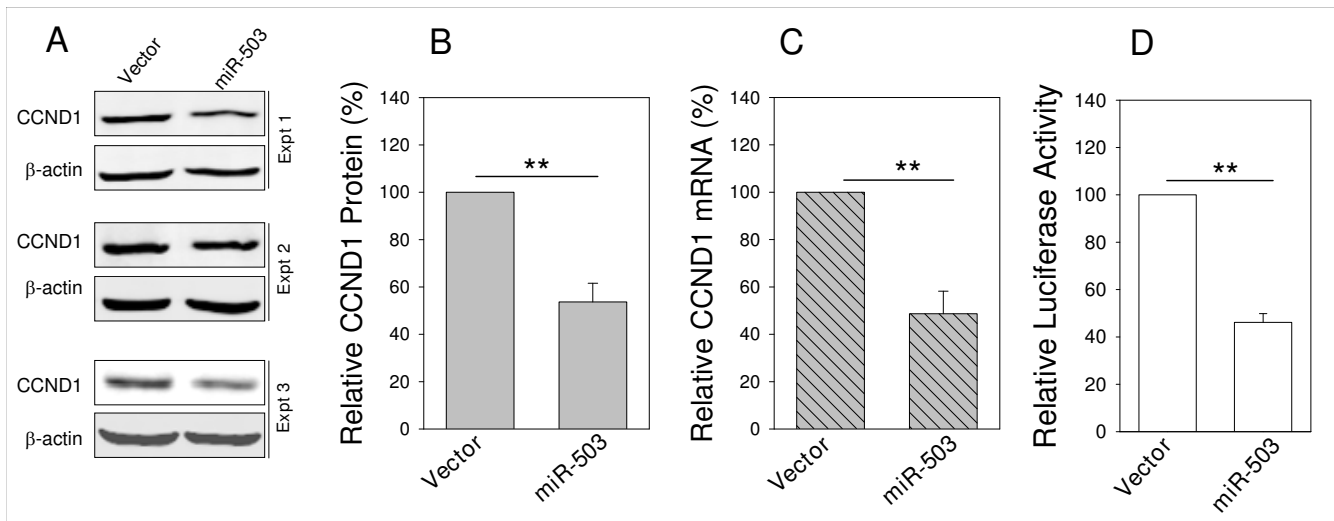 A
Vector
miR-503
CCND1
β-actin
Expt 1
CCND1
β-actin
Expt 2
CCND1
β-actin
Expt 3
B
Relative CCND1 Protein (%)
140
120
100
80
60
40
20
0
**
Vector
miR-503
C
Relative CCND1 mRNA (%)
140
120
100
80
60
40
20
0
**
Vector
miR-503
D
Relative Luciferase Activity
140
120
100
80
60
40
20
0
**
Vector
miR-503